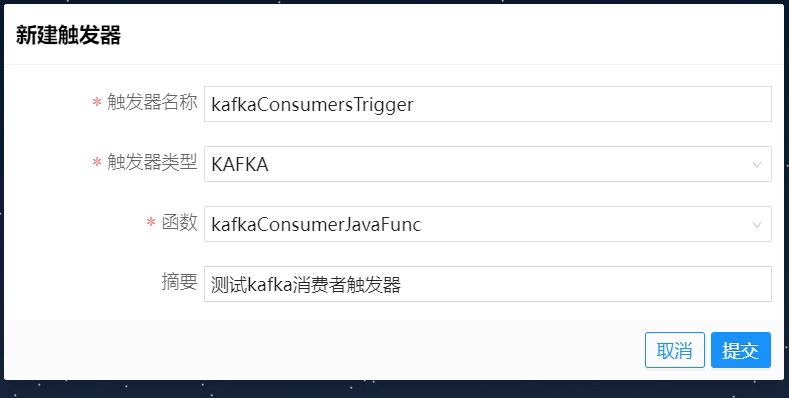 新建触发器
* 触发器名称 kafkaConsumersTrigger
* 触发器类型 KAFKA
* 函数 kafkaConsumerJavaFunc
摘要 测试kafka消费者触发器
取消 提交